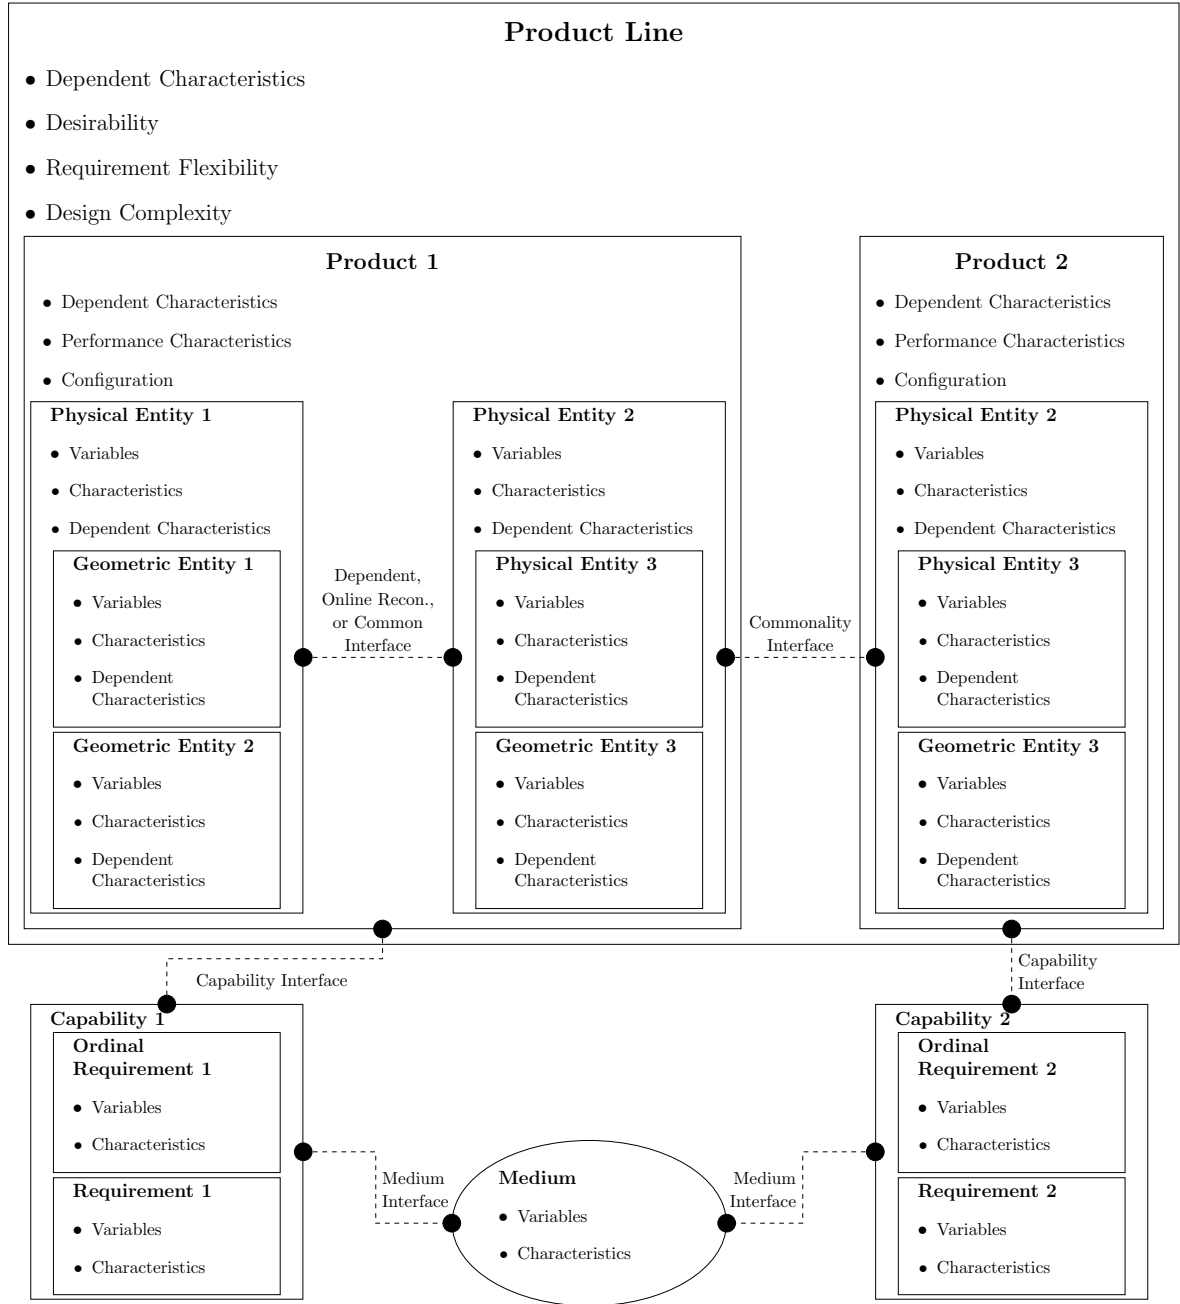 Product Line
• Dependent Characteristics
• Desirability
• Requirement Flexibility
• Design Complexity
Product 1
• Dependent Characteristics
• Performance Characteristics
• Configuration
Physical Entity 1
• Variables
• Characteristics
• Dependent Characteristics
Geometric Entity 1
• Variables
• Characteristics
• Dependent
Characteristics
Geometric Entity 2
• Variables
• Characteristics
• Dependent
Characteristics
Dependent,
Online Recon.,
or Common
Interface
Physical Entity 2
• Variables
• Characteristics
• Dependent Characteristics
Physical Entity 3
• Variables
• Characteristics
• Dependent
Characteristics
Geometric Entity 3
• Variables
• Characteristics
• Dependent
Characteristics
Commonality
Interface
Product 2
• Dependent Characteristics
• Performance Characteristics
• Configuration
Physical Entity 2
• Variables
• Characteristics
• Dependent Characteristics
Physical Entity 3
• Variables
• Characteristics
• Dependent
Characteristics
Geometric Entity 3
• Variables
• Characteristics
• Dependent
Characteristics
Capability Interface
Capability
Interface
Capability 1
Ordinal
Requirement 1
• Variables
• Characteristics
Requirement 1
• Variables
• Characteristics
Medium
Interface
Medium
• Variables
• Characteristics
Medium
Interface
Capability 2
Ordinal
Requirement 2
• Variables
• Characteristics
Requirement 2
• Variables
• Characteristics